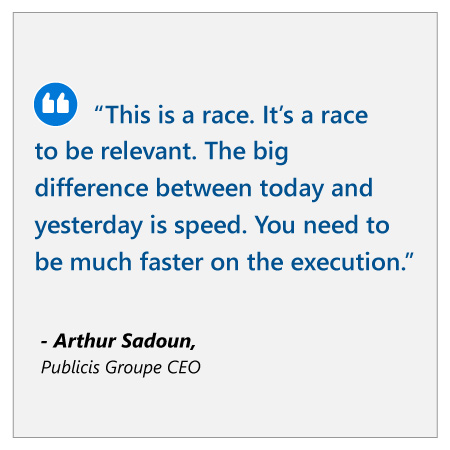 “This is a race. It’s a race
to be relevant. The big
difference between today and
yesterday is speed. You need to
be much faster on the execution.”
- Arthur Sadoun,
Publicis Groupe CEO